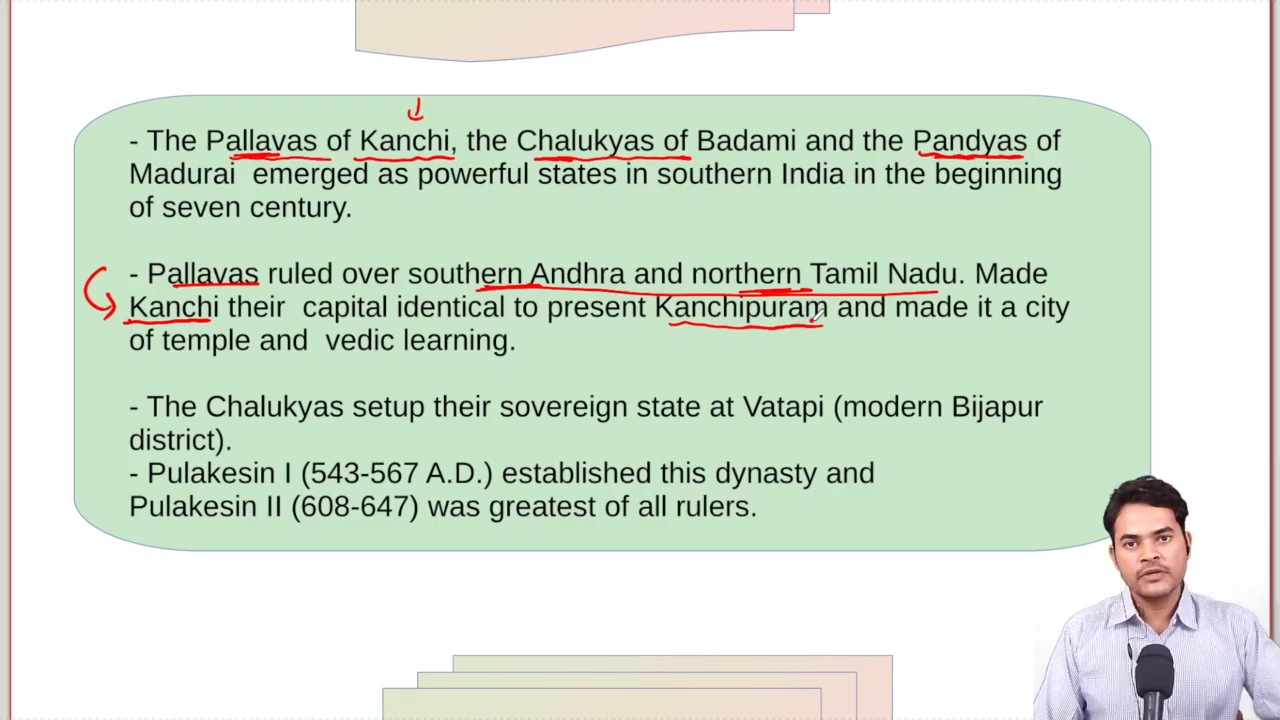 - The Pallavas of Kanchi, the Chalukyas of Badami and the Pandyas of
Madurai emerged as powerful states in southern India in the beginning
of seven century.
- Pallavas ruled over southern Andhra and northern Tamil Nadu. Made
Kanchi their capital identical to present Kanchipuram and made it a city
of temple and vedic learning.
- The Chalukyas setup their sovereign state at Vatapi (modern Bijapur
district).
- Pulakesin I (543-567 A.D.) established this dynasty and
Pulakesin II (608-647) was greatest of all rulers.